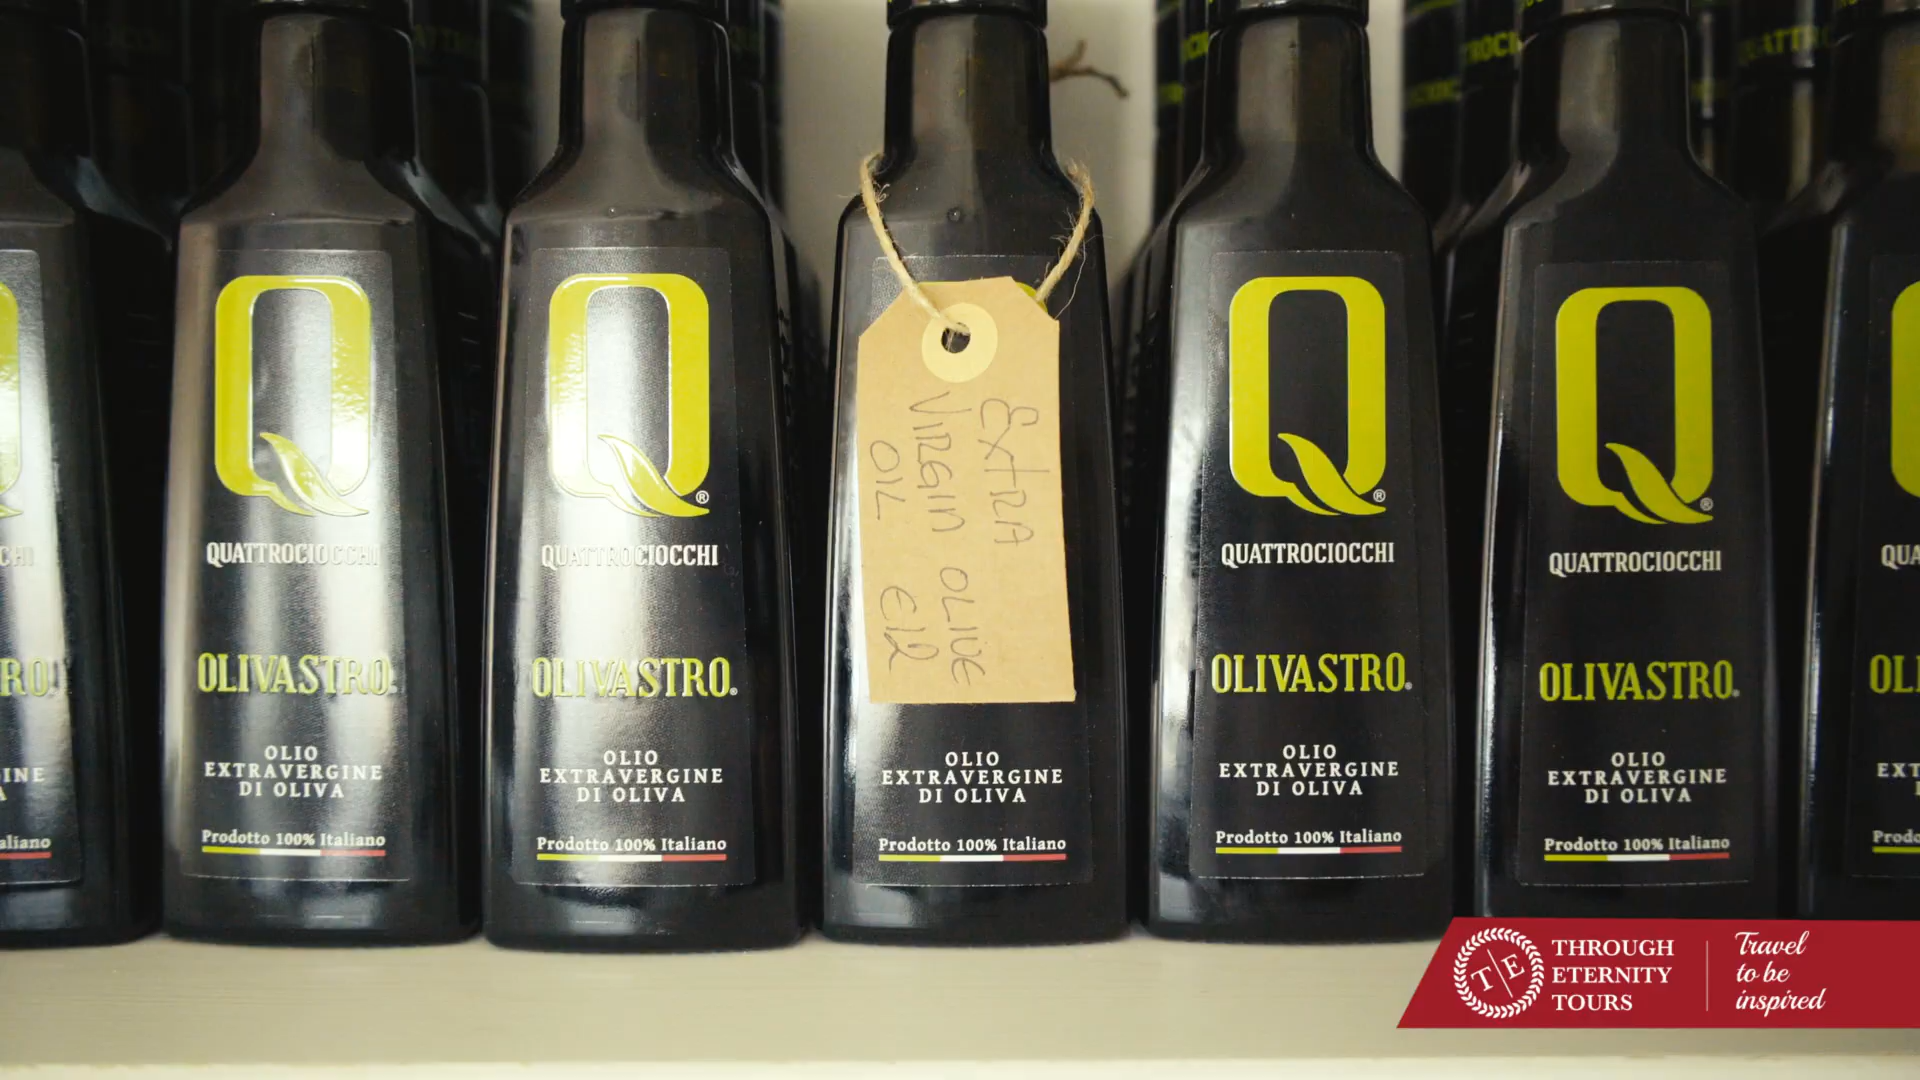 QUATTROCIOCCHI
OLIVASTRO
OLIO
EXTRAVERGINE
DI OLIVA
Prodotto 100% Italiano
QUATTROCIOCCHI
OLIVASTRO®
OLIO
EXTRAVERGINE
DI OLIVA
Prodotto 100% Italiano
EXTRA
VIRGIN OLIVE
OIL €12
OLIO
EXTRAVERGINE
DI OLIVA
Prodotto 100% Italiano
QUATTROCIOCCHI
OLIVASTRO®
OLIO
EXTRAVERGINE
DI OLIVA
Prodotto 100% Italiano
QUATTROCIOCCHI
OLIVASTRO®
OLIO
EXTRAVERGINE
DI OLIVA
Prodotto 100% Italiano
T E
THROUGH
ETERNITY
TOURS
Travel
to be
inspired